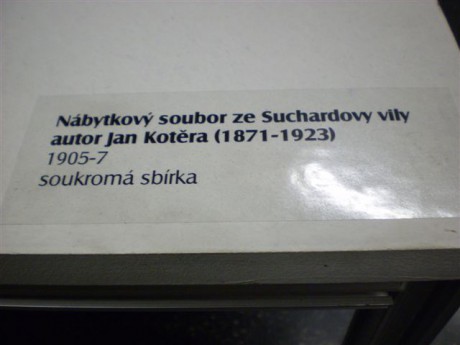 Nábytkový soubor ze Suchardovy vily
autor Jan Kotěra (1871-1923)
1905-7
soukromá sbírka